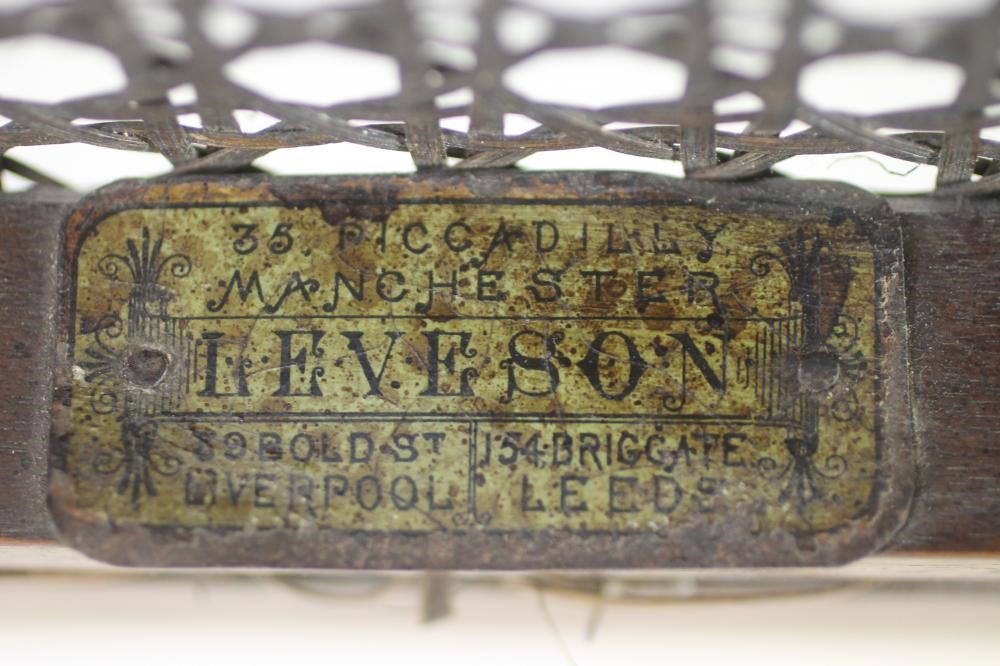 35, PICCADILLY,
MANCHESTER
LEVESON
39 BOLD ST
LIVERPOOL
154 BRIGGATE
LEEDS